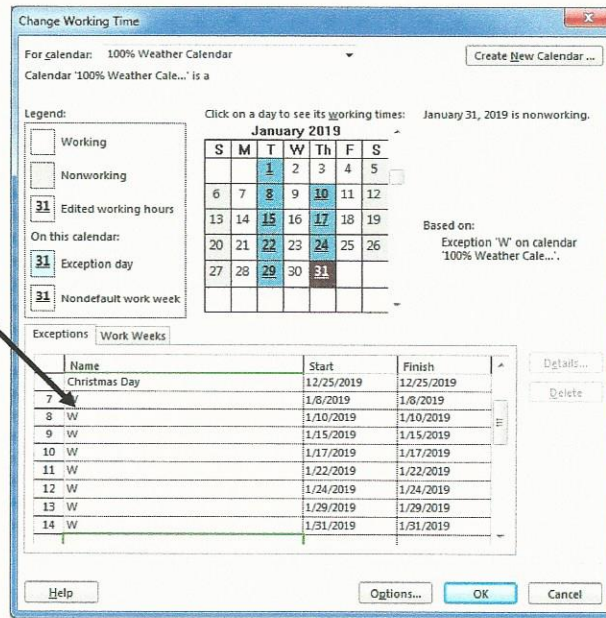 Change Working Time
For calendar: 100% Weather Calendar
Create New Calendar ...
Calendar '100% Weather Cale...' is a
Legend:
Working
Nonworking
31 Edited working hours
On this calendar:
31 Exception day
31 Nondefault work week
Click on a day to see its working times:
January 2019
S M T W Th F S
1 2 3 4 5
6 7 8 9 10 11 12
13 14 15 16 17 18 19
20 21 22 23 24 25 26
27 28 29 30 31
January 31, 2019 is nonworking.
Based on:
Exception 'W' on calendar
'100% Weather Cale...'.
Exceptions Work Weeks
Name Start Finish
Christmas Day 12/25/2019 12/25/2019
7 1/8/2019 1/8/2019
8 W 1/10/2019 1/10/2019
9 W 1/15/2019 1/15/2019
10 W 1/17/2019 1/17/2019
11 W 1/22/2019 1/22/2019
12 W 1/24/2019 1/24/2019
13 W 1/29/2019 1/29/2019
14 W 1/31/2019 1/31/2019
Details...
Delete
Help
Options...
OK
Cancel